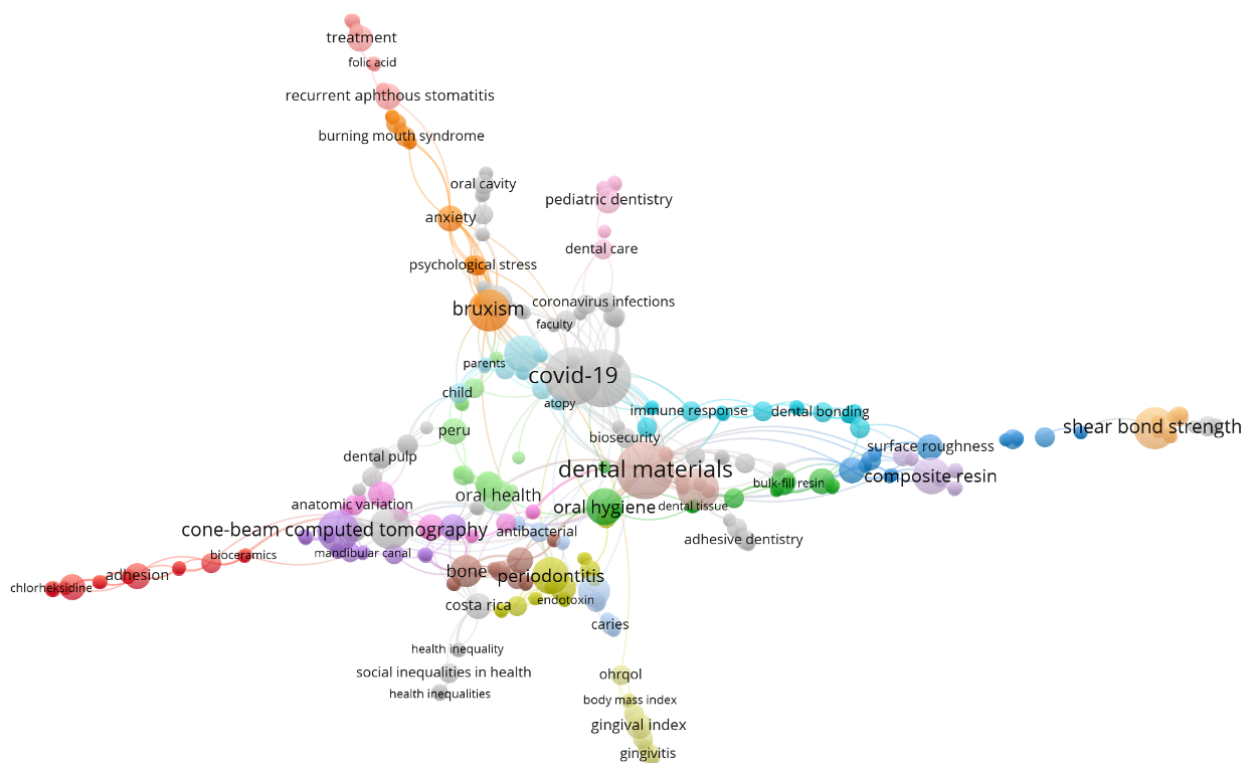 treatment
folic acid
recurrent aphthous stomatitis
burning mouth syndrome
oral cavity
pediatric dentistry
anxiety
dental care
psychological stress
coronavirus infections
bruxism
faculty
parents
covid-19
child
atopy
immune response
dental bonding
peru
biosecurity
shear bond strength
dental pulp
surface roughness
dental materials
composite resin
bulk-fill resin
oral health
anatomic variation
oral hygiene
dental tissue
cone-beam computed tomography
antibacterial
adhesive dentistry
mandibular canal
bioceramics
bone
periodontitis
adhesion
chlorheksidine
endotoxin
costa rica
caries
health inequality
social inequalities in health
ohrqol
health inequalities
body mass index
gingival index
gingivitis